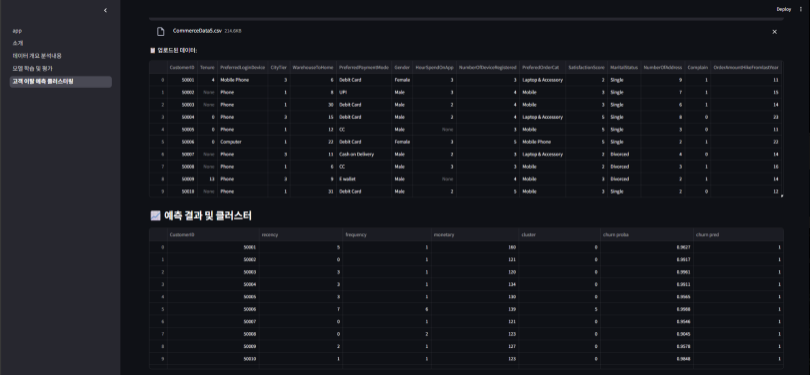 Deploy
app
소개
데이터 개요 분석내용
모델 학습 및 평가
고객 이탈 예측 클러스터링
CommerceData5.csv 214.0KB
업로드된 데이터:
CustomerID Tenure PreferredLoginDevice CityTier WarehouseToHome PreferredPaymentMode Gender HourSpendOnApp NumberOfDeviceRegistered PreferedOrderCat SatisfactionScore MaritalStatus NumberOfAddress Complain OrderAmountHikeFromlastYear
0 50001 4 Mobile Phone 3 6 Debit Card Female 3 3 Laptop & Accessory 2 Single 9 1 11
1 50002 None Phone 1 8 UPI Male 3 4 Mobile 3 Single 7 1 15
2 50003 None Phone 1 30 Debit Card Male 2 4 Mobile 3 Single 6 1 14
3 50004 0 Phone 3 15 Debit Card Male 2 4 Laptop & Accessory 5 Single 8 0 23
4 50005 0 Phone 1 12 CC Male None 3 Mobile 5 Single 3 0 11
5 50006 0 Computer 1 22 Debit Card Female 3 5 Mobile Phone 5 Single 2 1 22
6 50007 None Phone 3 11 Cash on Delivery Male 2 3 Laptop & Accessory 2 Divorced 4 0 14
7 50008 None Phone 1 6 CC Male 3 3 Mobile 2 Divorced 3 1 16
8 50009 13 Phone 3 9 E wallet Male None 4 Mobile 3 Divorced 2 1 14
9 50010 None Phone 1 31 Debit Card Male 2 5 Mobile 3 Single 2 0 12
예측 결과 및 클러스터
CustomerID recency frequency monetary cluster churn proba churn pred
0 50001 5 1 160 0 0.9037 1
1 50002 0 1 121 0 0.9917 1
2 50003 3 1 120 0 0.9961 1
3 50004 3 1 134 0 0.9911 1
4 50005 3 1 130 0 0.9965 1
5 50006 7 6 139 5 0.9988 1
6 50007 0 1 121 0 0.9546 1
7 50008 0 2 123 0 0.9045 1
8 50009 2 1 127 0 0.9578 1
9 50010 1 1 123 0 0.9848 1